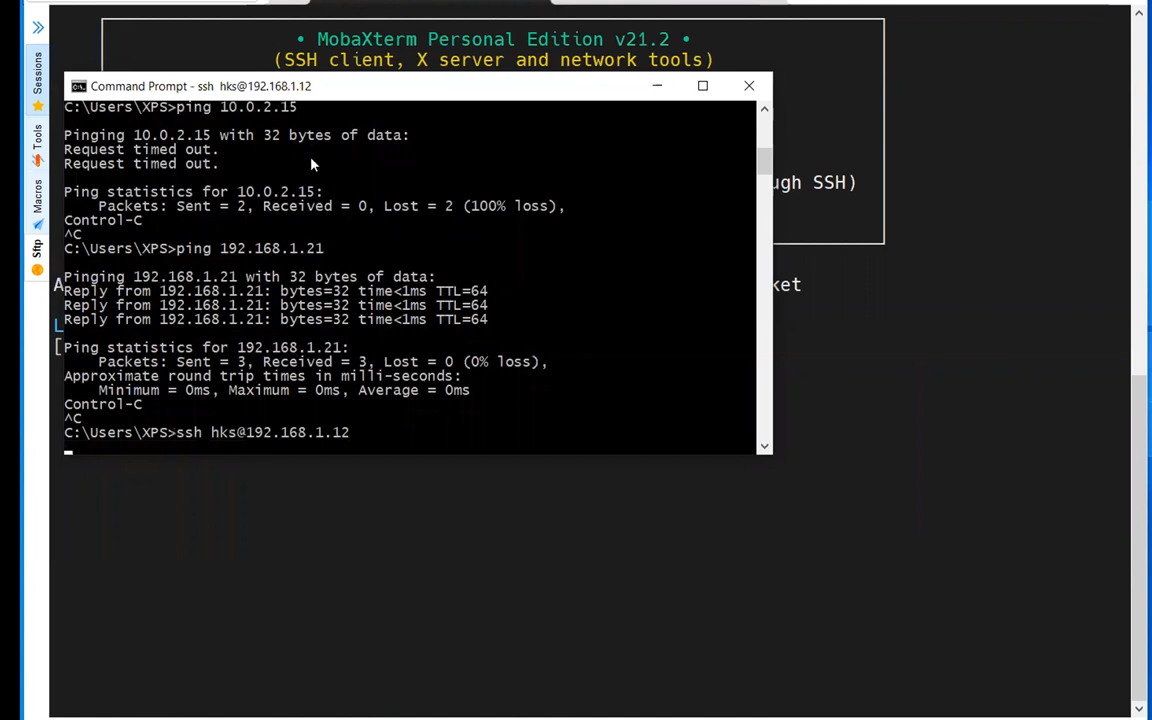 • MobaXterm Personal Edition v21.2 •
(SSH client, X server and network tools)
Command Prompt - ssh hks@192.168.1.12
Sessions
Tools
Macros
Sftp
C:\Users\XPS>ping 10.0.2.15
Pinging 10.0.2.15 with 32 bytes of data:
Request timed out.
Request timed out.
ugh SSH)
Ping statistics for 10.0.2.15:
Packets: Sent = 2, Received = 0, Lost = 2 (100% loss),
Control-C
^C
C:\Users\XPS>ping 192.168.1.21
Pinging 192.168.1.21 with 32 bytes of data:
ket
Reply from 192.168.1.21: bytes=32 time<1ms TTL=64
Reply from 192.168.1.21: bytes=32 time<1ms TTL=64
Reply from 192.168.1.21: bytes=32 time<1ms TTL=64
Ping statistics for 192.168.1.21:
Packets: Sent = 3, Received = 3, Lost = 0 (0% loss),
Approximate round trip times in milli-seconds:
Minimum = 0ms, Maximum = 0ms, Average = 0ms
Control-C
^C
C:\Users\XPS>ssh hks@192.168.1.12